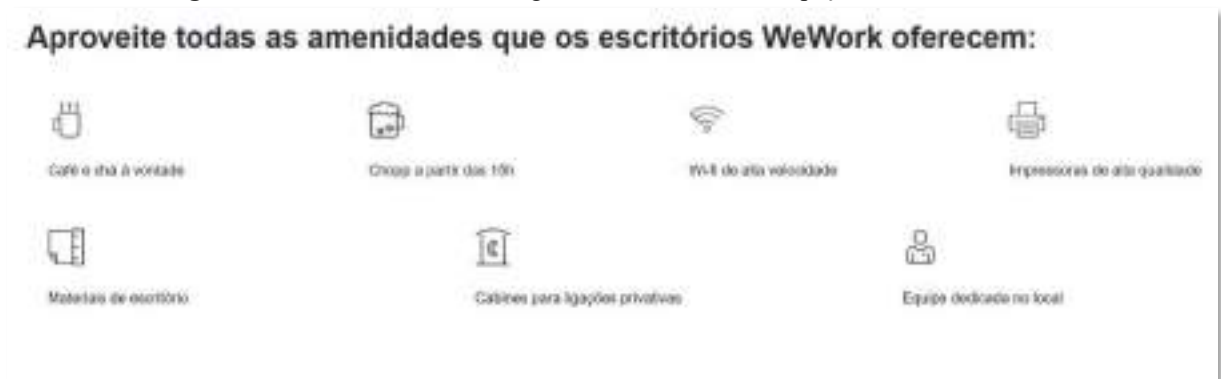 Aproveite todas as amenidades que os escritórios WeWork oferecem:
Café e chá à vontade
Chopp a partir das
Wi-fi de alta velocidade
Impressoras de alta qualidade
Materiais de escritório
Cabines para ligações privativas
Equipe dedicada no local